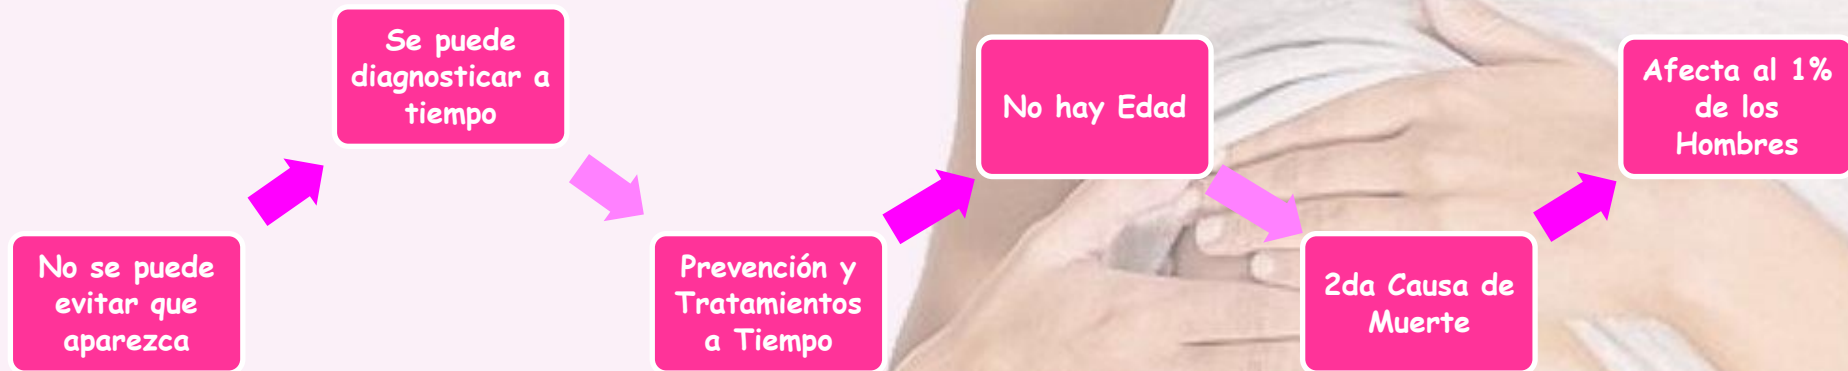 No se puede
evitar que
aparezca
Se puede
diagnosticar a
tiempo
Prevención y
Tratamientos
a Tiempo
No hay Edad
2da Causa de
Muerte
Afecta al 1%
de los
Hombres